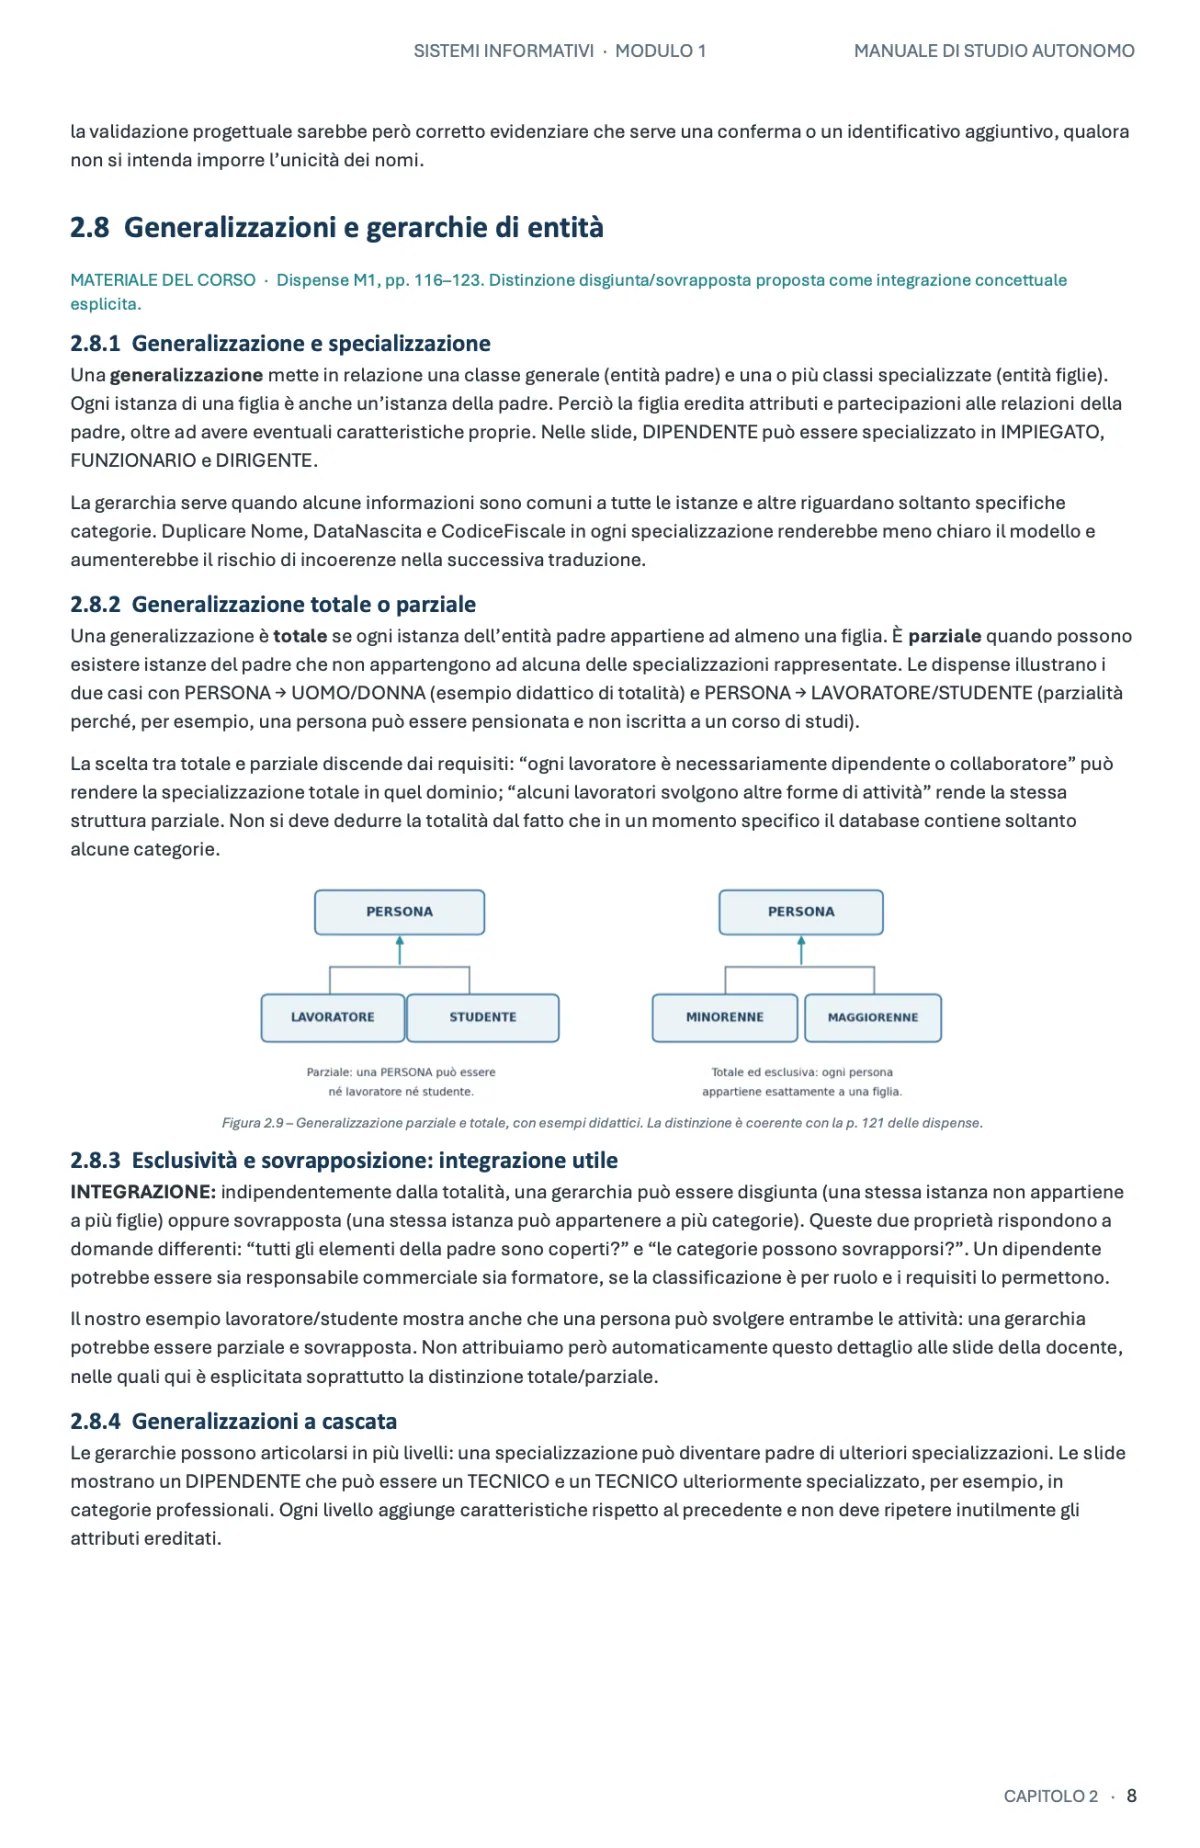 SISTEMI INFORMATIVI · MODULO 1 MANUALE DI STUDIO AUTONOMO
la validazione progettuale sarebbe però corretto evidenziare che serve una conferma o un identificativo aggiuntivo, qualora
non si intenda imporre l’unicità dei nomi.
2.8 Generalizzazioni e gerarchie di entità
MATERIALE DEL CORSO · Dispense M1, pp. 116–123. Distinzione disgiunta/sovrapposta proposta come integrazione concettuale
esplicita.
2.8.1 Generalizzazione e specializzazione
Una generalizzazione mette in relazione una classe generale (entità padre) e una o più classi specializzate (entità figlie).
Ogni istanza di una figlia è anche un’istanza della padre. Perciò la figlia eredita attributi e partecipazioni alle relazioni della
padre, oltre ad avere eventuali caratteristiche proprie. Nelle slide, DIPENDENTE può essere specializzato in IMPIEGATO,
FUNZIONARIO e DIRIGENTE.
La gerarchia serve quando alcune informazioni sono comuni a tutte le istanze e altre riguardano soltanto specifiche
categorie. Duplicare Nome, DataNascita e CodiceFiscale in ogni specializzazione renderebbe meno chiaro il modello e
aumenterebbe il rischio di incoerenze nella successiva traduzione.
2.8.2 Generalizzazione totale o parziale
Una generalizzazione è totale se ogni istanza dell’entità padre appartiene ad almeno una figlia. È parziale quando possono
esistere istanze del padre che non appartengono ad alcuna delle specializzazioni rappresentate. Le dispense illustrano i
due casi con PERSONA → UOMO/DONNA (esempio didattico di totalità) e PERSONA → LAVORATORE/STUDENTE (parzialità
perché, per esempio, una persona può essere pensionata e non iscritta a un corso di studi).
La scelta tra totale e parziale discende dai requisiti: “ogni lavoratore è necessariamente dipendente o collaboratore” può
rendere la specializzazione totale in quel dominio; “alcuni lavoratori svolgono altre forme di attività” rende la stessa
struttura parziale. Non si deve dedurre la totalità dal fatto che in un momento specifico il database contiene soltanto
alcune categorie.
PERSONA PERSONA
LAVORATORE STUDENTE MINORENNE MAGGIORENNE
Parziale: una PERSONA può essere
né lavoratore né studente.
Totale ed esclusiva: ogni persona
appartiene esattamente a una figlia.
Figura 2.9 – Generalizzazione parziale e totale, con esempi didattici. La distinzione è coerente con la p. 121 delle dispense.
2.8.3 Esclusività e sovrapposizione: integrazione utile
INTEGRAZIONE: indipendentemente dalla totalità, una gerarchia può essere disgiunta (una stessa istanza non appartiene
a più figlie) oppure sovrapposta (una stessa istanza può appartenere a più categorie). Queste due proprietà rispondono a
domande differenti: “tutti gli elementi della padre sono coperti?” e “le categorie possono sovrapporsi?”. Un dipendente
potrebbe essere sia responsabile commerciale sia formatore, se la classificazione è per ruolo e i requisiti lo permettono.
Il nostro esempio lavoratore/studente mostra anche che una persona può svolgere entrambe le attività: una gerarchia
potrebbe essere parziale e sovrapposta. Non attribuiamo però automaticamente questo dettaglio alle slide della docente,
nelle quali qui è esplicitata soprattutto la distinzione totale/parziale.
2.8.4 Generalizzazioni a cascata
Le gerarchie possono articolarsi in più livelli: una specializzazione può diventare padre di ulteriori specializzazioni. Le slide
mostrano un DIPENDENTE che può essere un TECNICO e un TECNICO ulteriormente specializzato, per esempio, in
categorie professionali. Ogni livello aggiunge caratteristiche rispetto al precedente e non deve ripetere inutilmente gli
attributi ereditati.
CAPITOLO 2 · 8